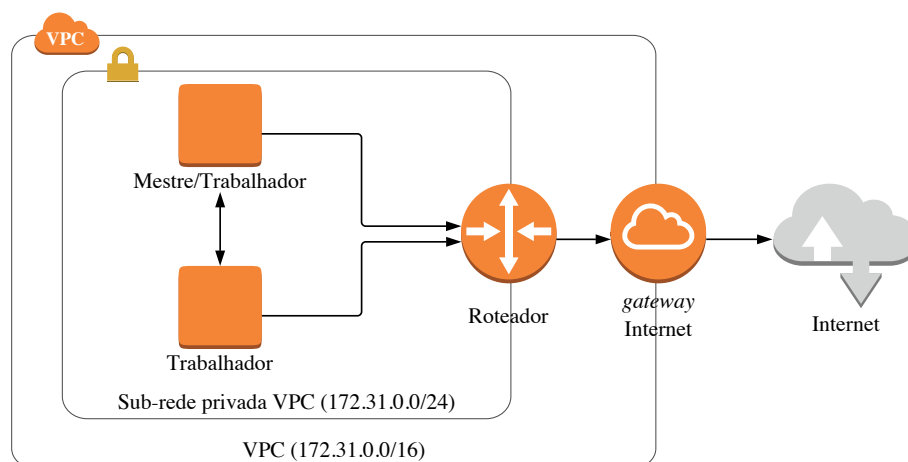 VPC
Mestre/Trabalhador
Trabalhador
Roteador
gateway
Internet
Internet
Sub-rede privada VPC (172.31.0.0/24)
VPC (172.31.0.0/16)